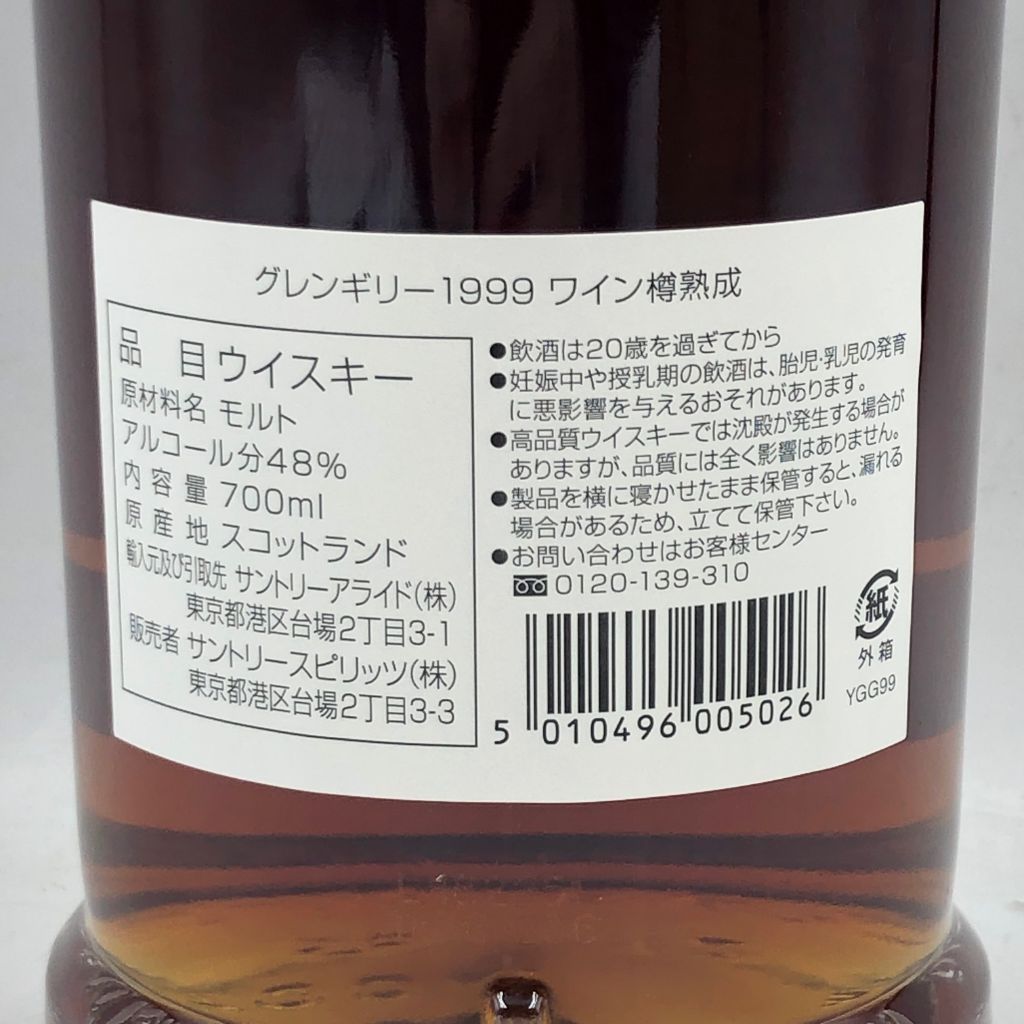 グレンギリー1999 ワイン樽熟成
品 目 ウイスキー
原材料名 モルト
アルコール分48%
内容量 700ml
原産地 スコットランド
輸入元及び引取先 サントリーアライド(株)
東京都港区台場2丁目3-1
販売者 サントリースピリッツ(株)
東京都港区台場2丁目3-3
●飲酒は20歳を過ぎてから
●妊娠中や授乳期の飲酒は、胎児・乳児の発育
に悪影響を与えるおそれがあります。
●高品質ウイスキーでは沈殿が発生する場合が
ありますが、品質には全く影響はありません。
●製品を横に寝かせたまま保管すると、漏れる
場合があるため、立てて保管下さい。
●お問い合わせはお客様センター
0120-139-310
5 010496 005026
紙
外箱
YGG99